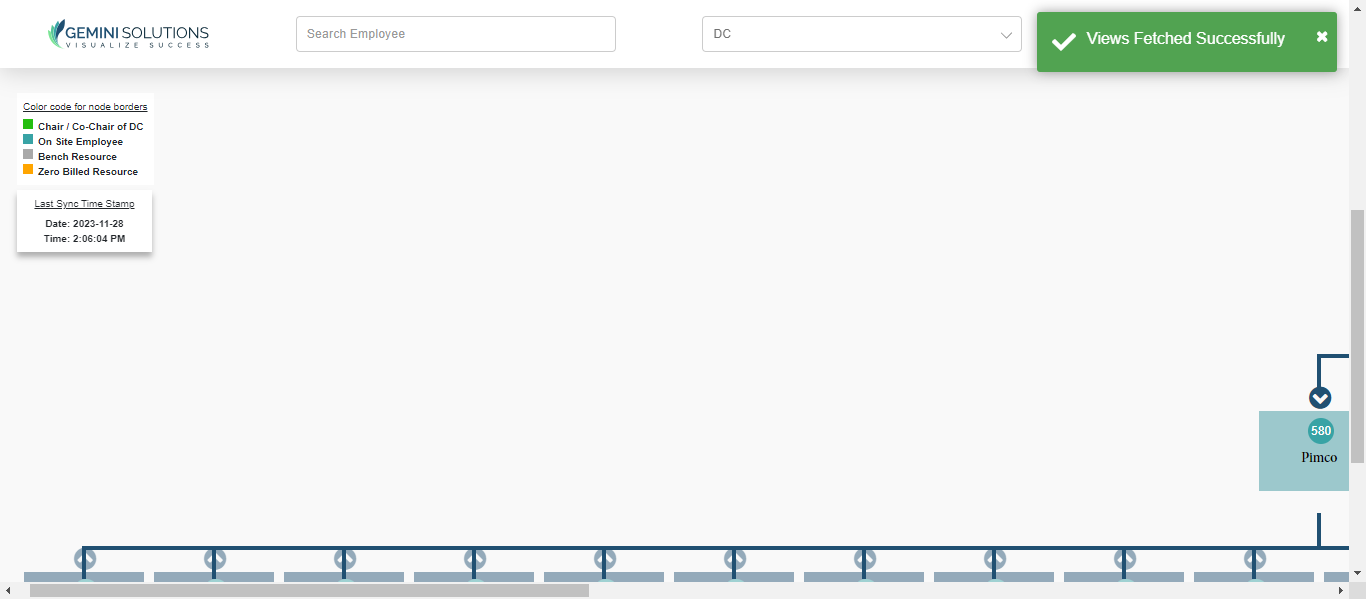 GEMINI SOLUTIONS
VISUALIZE SUCCESS
Search Employee
DC
Views Fetched Successfully
Color code for node borders
Chair / Co-Chair of DC
On Site Employee
Bench Resource
Zero Billed Resource
Last Sync Time Stamp
Date: 2023-11-28
Time: 2:06:04 PM
580
Pimco